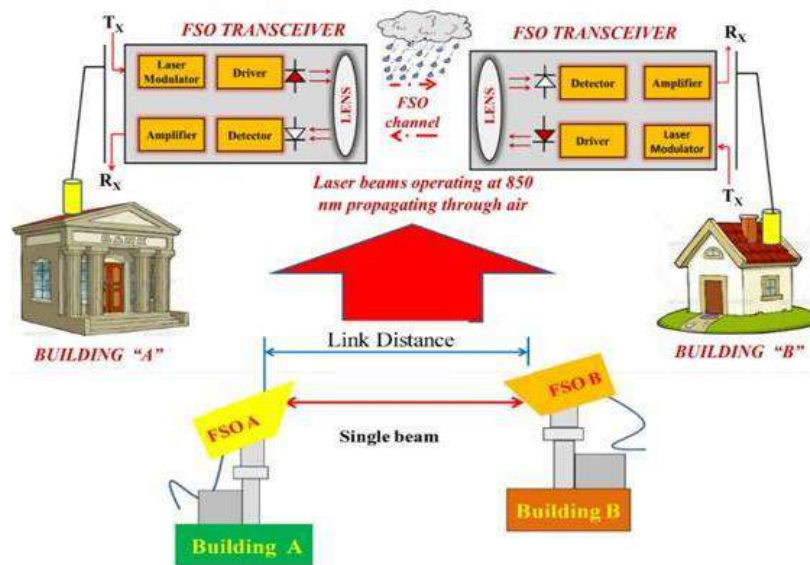 TX
FSO TRANSCEIVER
Laser
Modulator
Driver
Amplifier
Detector
LENS
RX
FSO
channel
FSO TRANSCEIVER
RX
LENS
Detector
Amplifier
Driver
Laser
Modulator
TX
Laser beams operating at 850
nm propagating through air
BUILDING “A”
BUILDING “B”
Link Distance
FSO A
FSO B
Single beam
Building A
Building B